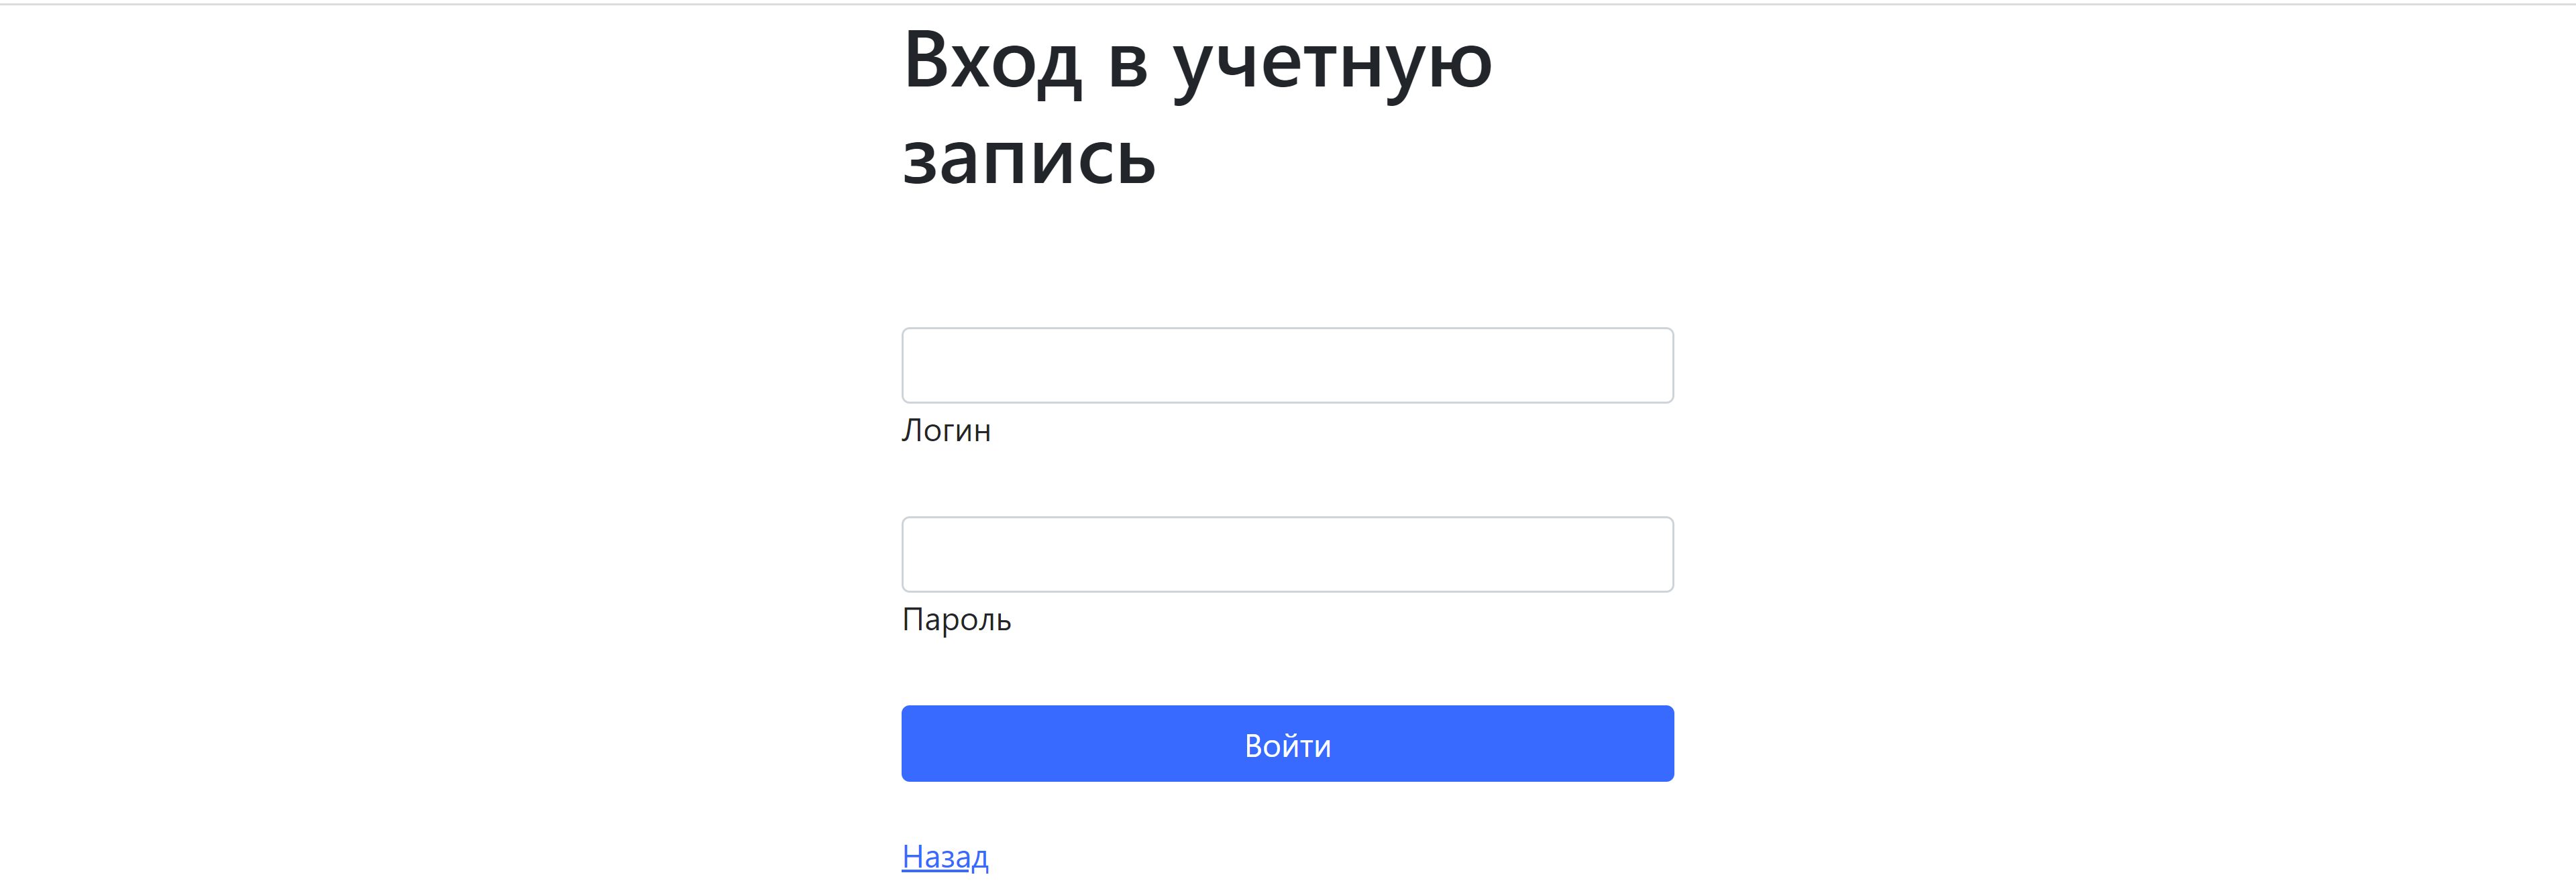 Вход в учетную
запись
Логин
Пароль
Войти
Назад